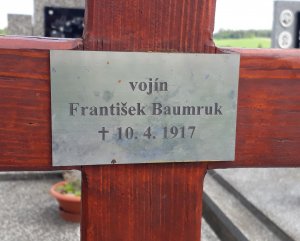 vojín
František Baumruk
† 10. 4. 1917